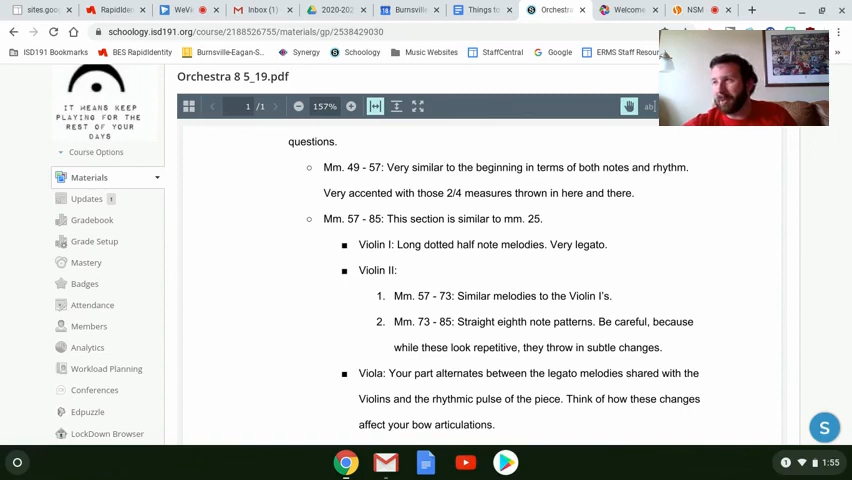 sites.goo
RapidIden
WeVi
Inbox (1
2020-202
Burnsvill
Things to
Orchestra
Welcome
NSM
schoology.isd191.org/course/2188526755/materials/gp/2538429030
ISD191 Bookmarks
BES RapidIdentity
Burnsville-Eagan-S...
Synergy
Schoology
Music Websites
StaffCentral
Google
ERMS Staff Resour
Orchestra 8 5_19.pdf
1 /1
157%
IT MEANS KEEP
PLAYING FOR THE
REST OF YOUR
DAYS
Course Options
Materials
Updates 1
Gradebook
Grade Setup
Mastery
Badges
Attendance
Members
Analytics
Workload Planning
Conferences
Edpuzzle
LockDown Browser
questions.
Mm. 49 - 57: Very similar to the beginning in terms of both notes and rhythm.
Very accented with those 2/4 measures thrown in here and there.
Mm. 57 - 85: This section is similar to mm. 25.
Violin I: Long dotted half note melodies. Very legato.
Violin II:
1. Mm. 57 - 73: Similar melodies to the Violin I's.
2. Mm. 73 - 85: Straight eighth note patterns. Be careful, because
while these look repetitive, they throw in subtle changes.
Viola: Your part alternates between the legato melodies shared with the
Violins and the rhythmic pulse of the piece. Think of how these changes
affect your bow articulations.
S
1 1:55